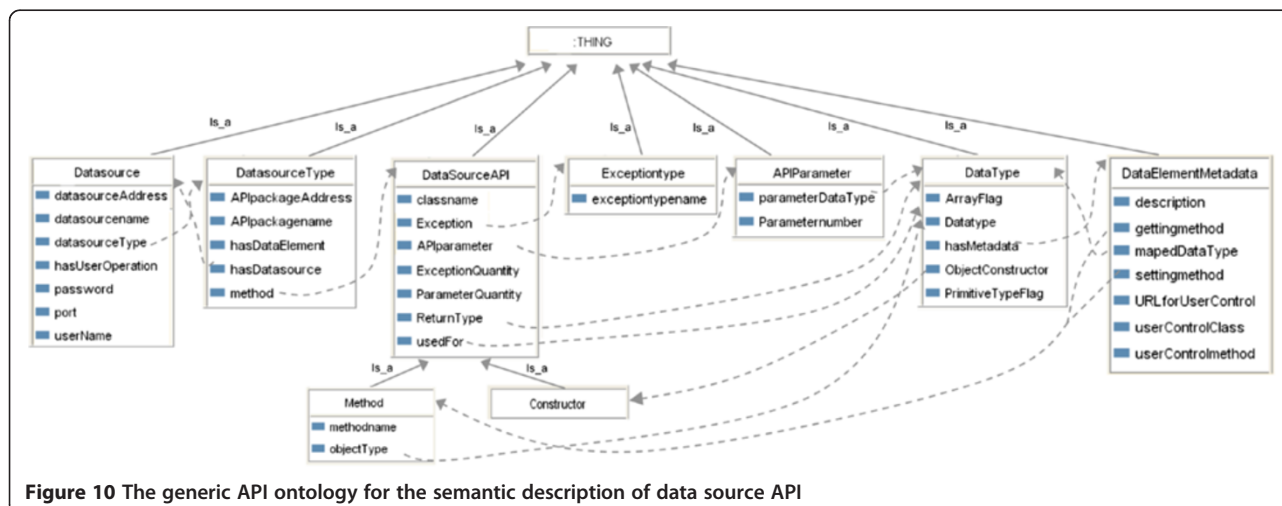 :THING
Is_a
Is_a
Is_a
Is_a
Is_a
Is_a
Is_a
Datasource
datasourceAddress
datasourcename
datasourceType
hasUserOperation
password
port
userName
DatasourceType
APIpackageAddress
APIpackagename
hasDataElement
hasDatasource
method
DataSourceAPI
classname
Exception
APIparameter
ExceptionQuantity
ParameterQuantity
ReturnType
usedFor
Exceptiontype
exceptiontypename
APIParameter
parameterDataType
Parameternumber
DataType
ArrayFlag
Datatype
hasMetadata
ObjectConstructor
PrimitiveTypeFlag
DataElementMetadata
description
gettingmethod
mapedDataType
settingmethod
URLforUserControl
userControlClass
userControlmethod
Is_a
Is_a
Method
methodname
objectType
Constructor
Figure 10 The generic API ontology for the semantic description of data source API